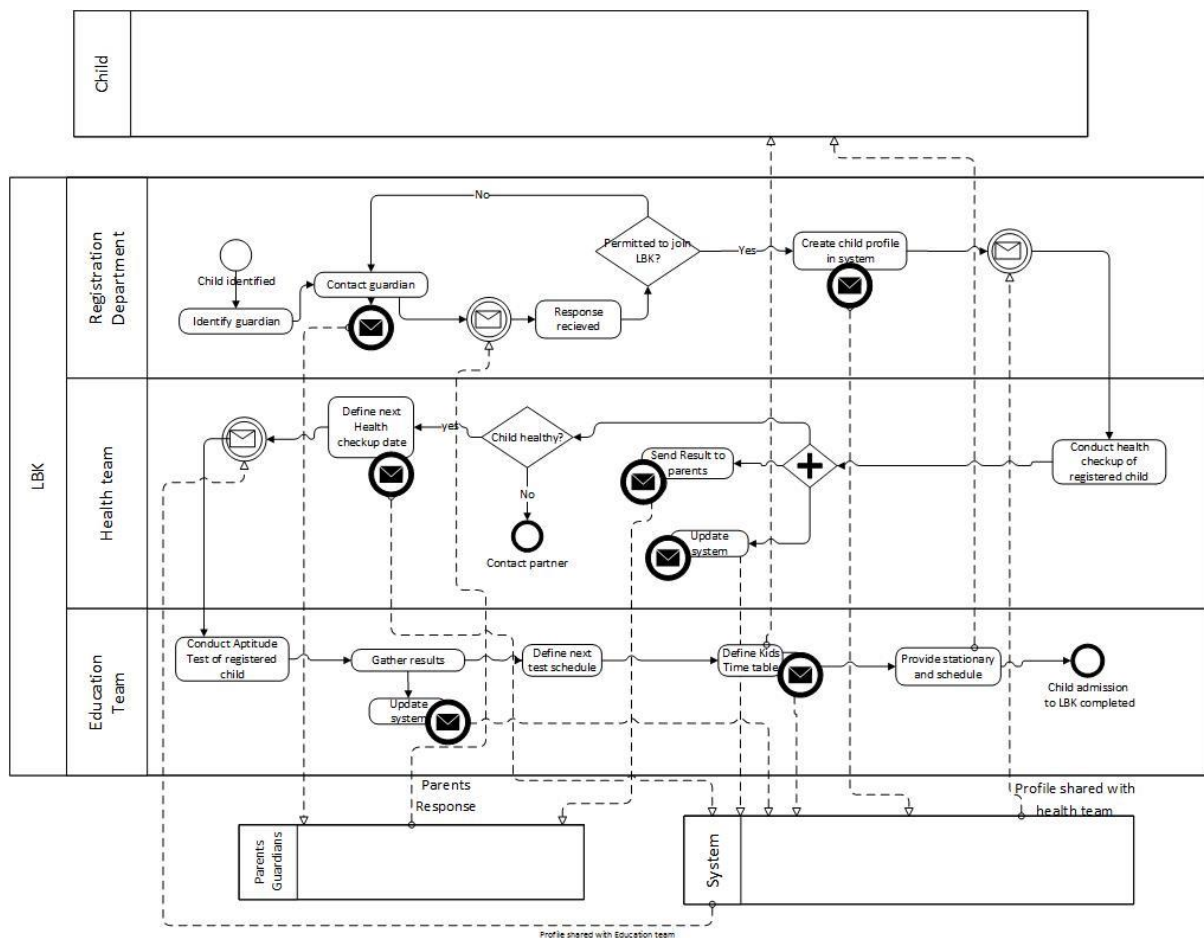 Child
LBK
Registration
Department
Child identified
Identify guardian
Contact guardian
No
Response
recieved
Permitted to join
LBK?
Yes
Create child profile
in system
Health team
Define next
Health
checkup date
yes
Child healthy?
No
Contact partner
Send Result to
parents
Update
system
Conduct health
checkup of
registered child
Education
Team
Conduct Aptitude
Test of registered
child
Gather results
Update
system
Define next
test schedule
Define Kids
Time table
Provide stationary
and schedule
Child admission
to LBK completed
Parents
Response
Profile shared with
health team
Parents
Guardians
System
Profile shared with Education team